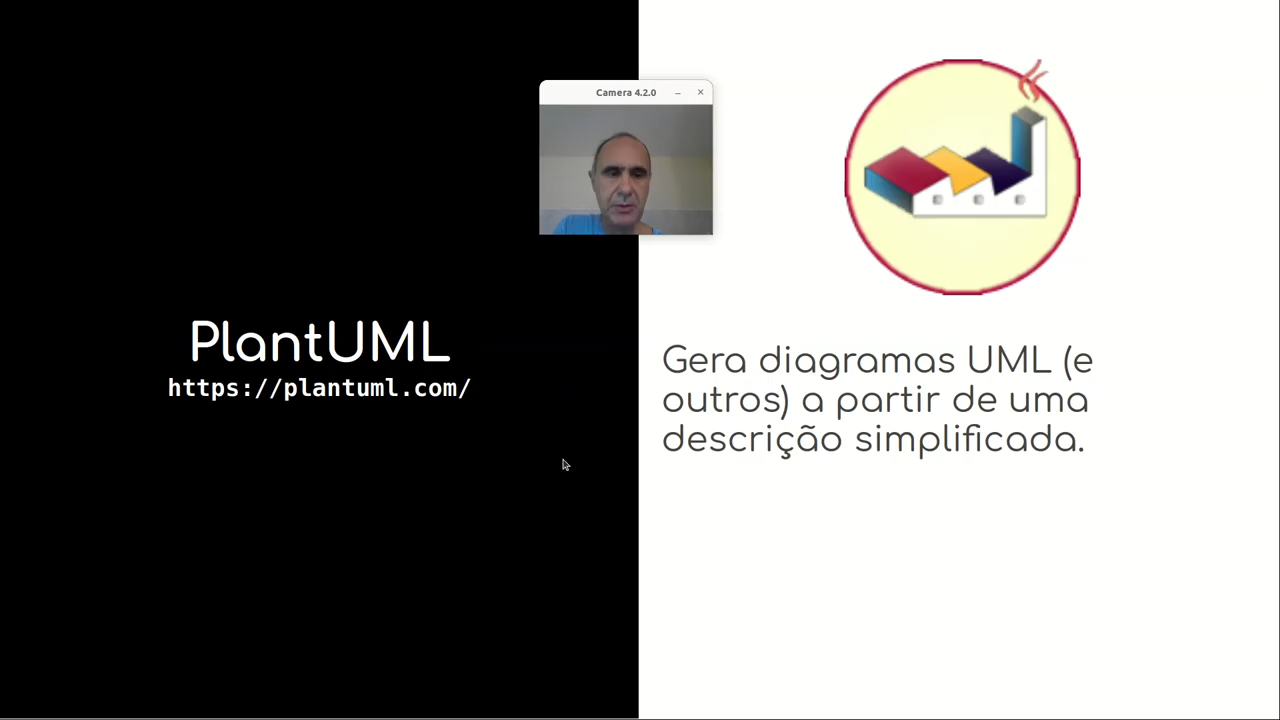 Camera 4.2.0
PlantUML
https://plantuml.com/
Gera diagramas UML (e
outros) a partir de uma
descrição simplificada.